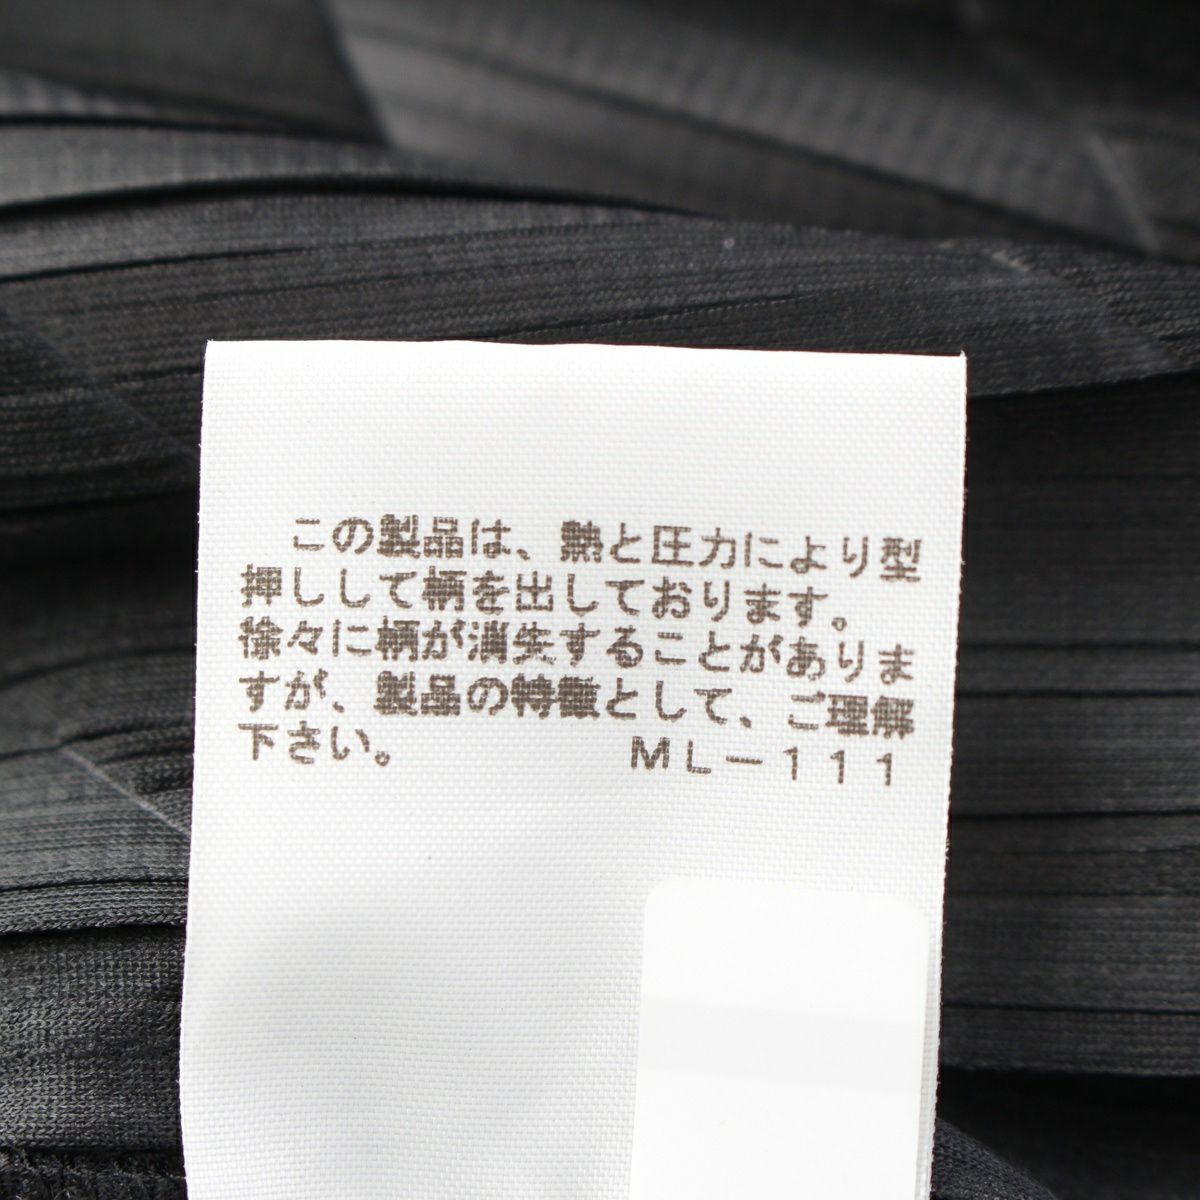 この製品は、熱と圧力により型
押しして柄を出しております。
徐々に柄が消失することがありま
すが、製品の特徴として、ご理解
下さい。 ML－111